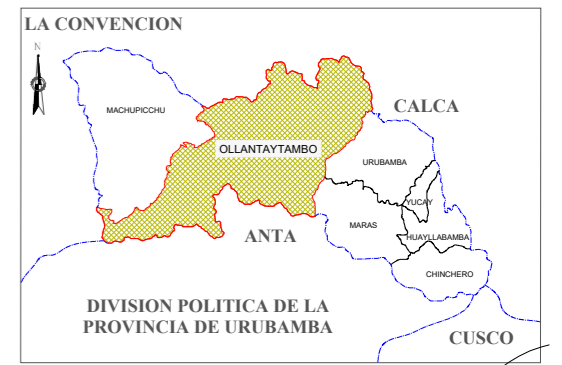 LA CONVENCION
N
MACHUPICCHU
CALCA
OLLANTAYTAMBO
URUBAMBA
YUCAY
MARAS
ANTA
HUAYLLABAMBA
CHINCHERO
DIVISION POLITICA DE LA
PROVINCIA DE URUBAMBA
CUSCO